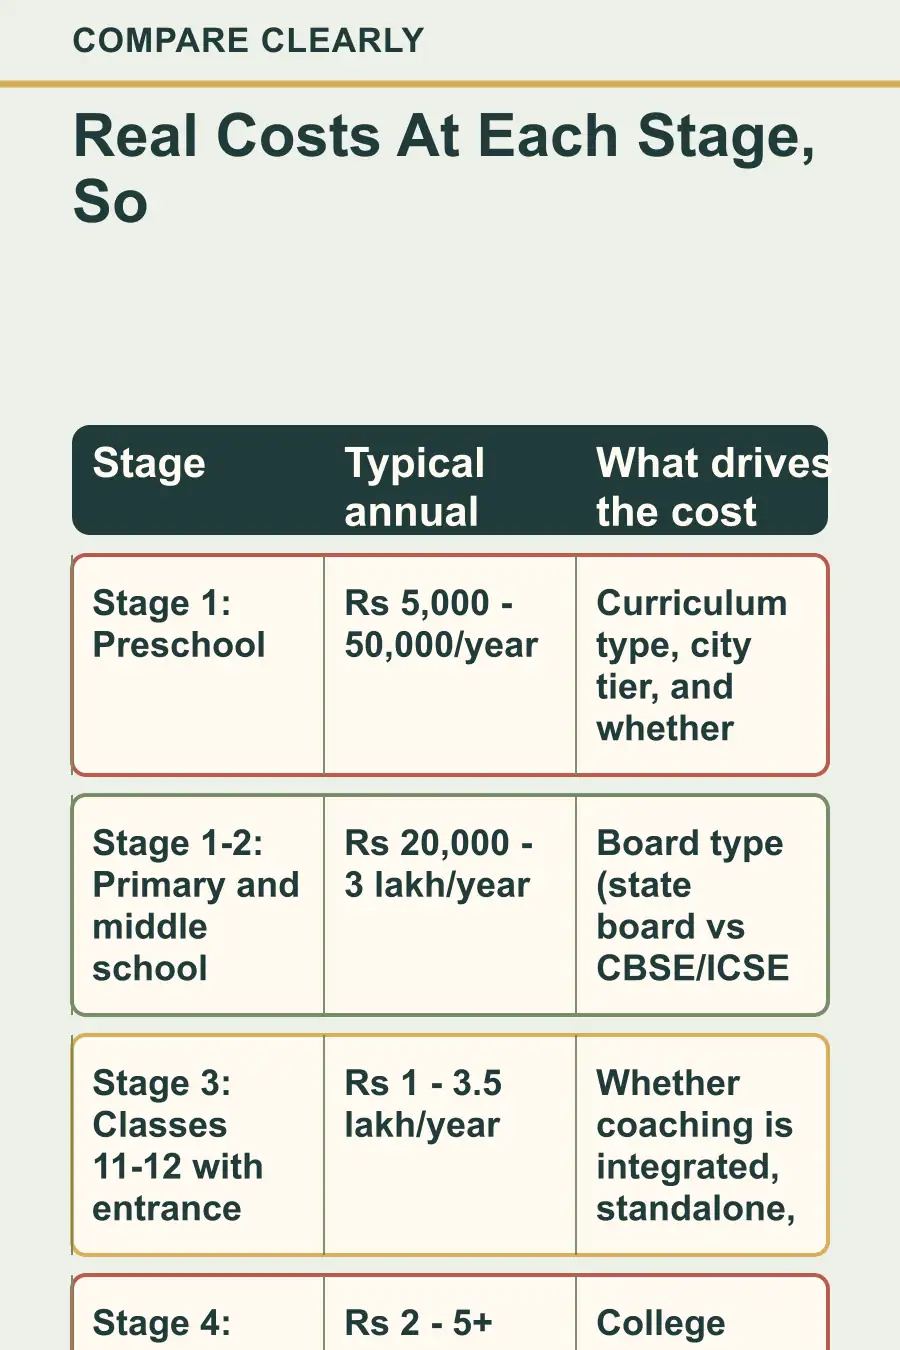 COMPARE CLEARLY
Real Costs At Each Stage,
So
Stage
Typical
annual
What drives
the cost
Stage 1:
Preschool
Rs 5,000 -
50,000/year
Curriculum
type, city
tier, and
whether
Stage 1-2:
Primary and
middle
school
Rs 20,000 -
3 lakh/year
Board type
(state
board vs
CBSE/ICSE
Stage 3:
Classes
11-12 with
entrance
Rs 1 - 3.5
lakh/year
Whether
coaching is
integrated,
standalone,
Stage 4:
Rs 2 - 5+
College